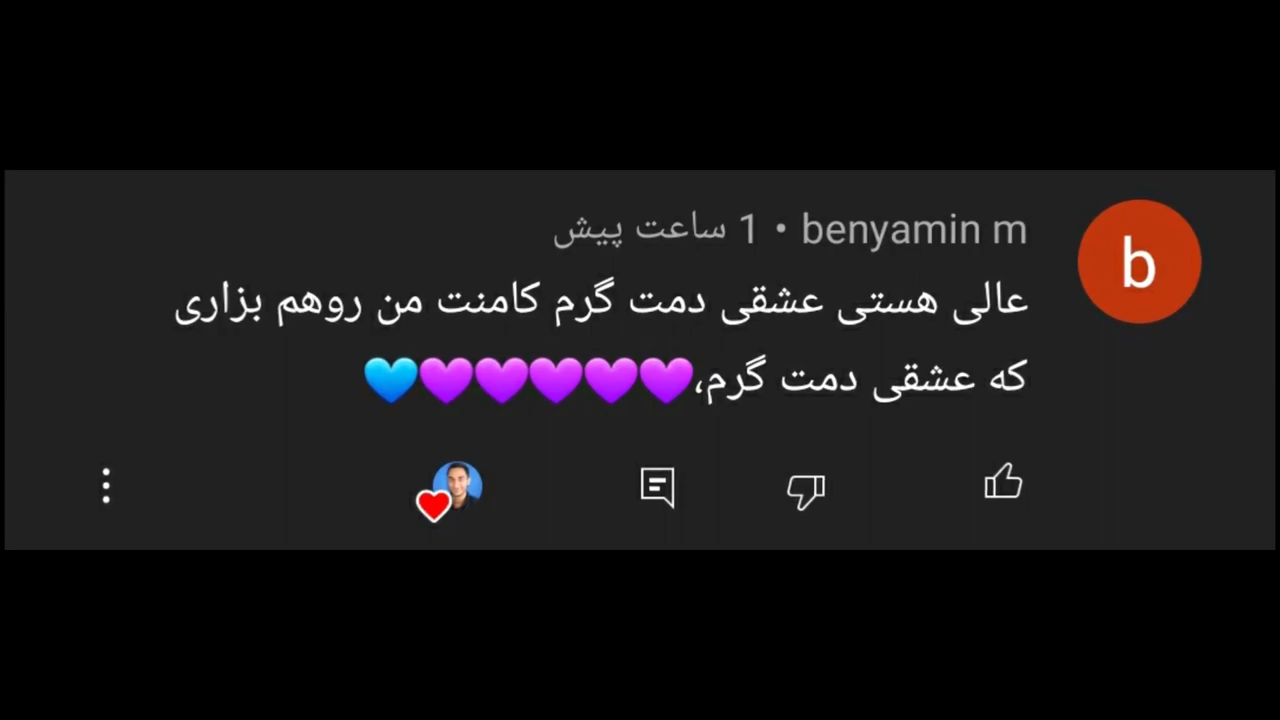 benyamin m • 1 ساعت پیش
b
عالی هستی عشقی دمت گرم کامنت من روهم بزاری
که عشقی دمت گرم،💜💜💜💜💜💙